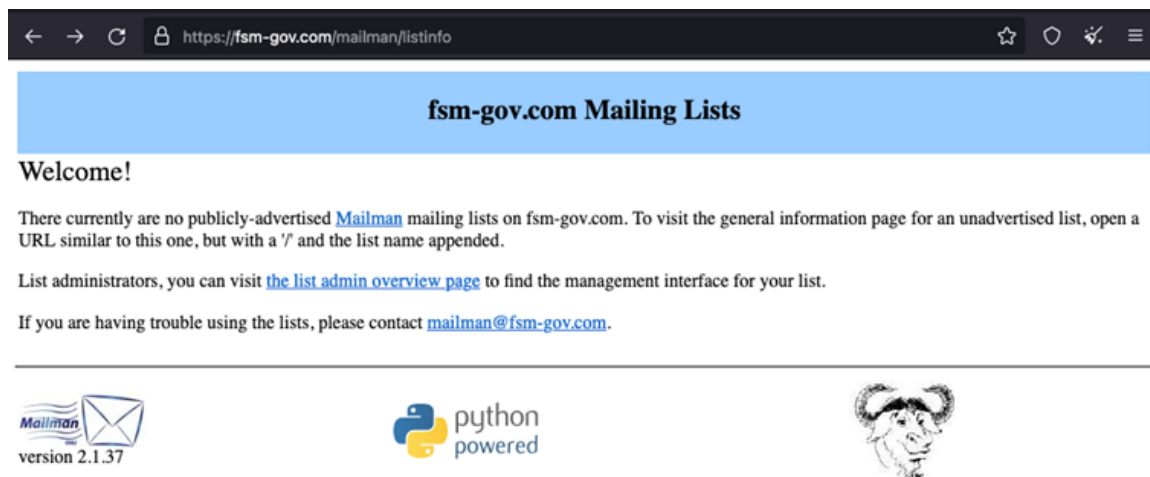 https://fsm-gov.com/mailman/listinfo
fsm-gov.com Mailing Lists
Welcome!
There currently are no publicly-advertised Mailman mailing lists on fsm-gov.com. To visit the general information page for an unadvertised list, open a
URL similar to this one, but with a '/' and the list name appended.
List administrators, you can visit the list admin overview page to find the management interface for your list.
If you are having trouble using the lists, please contact mailman@fsm-gov.com.
Mailman
version 2.1.37
python
powered